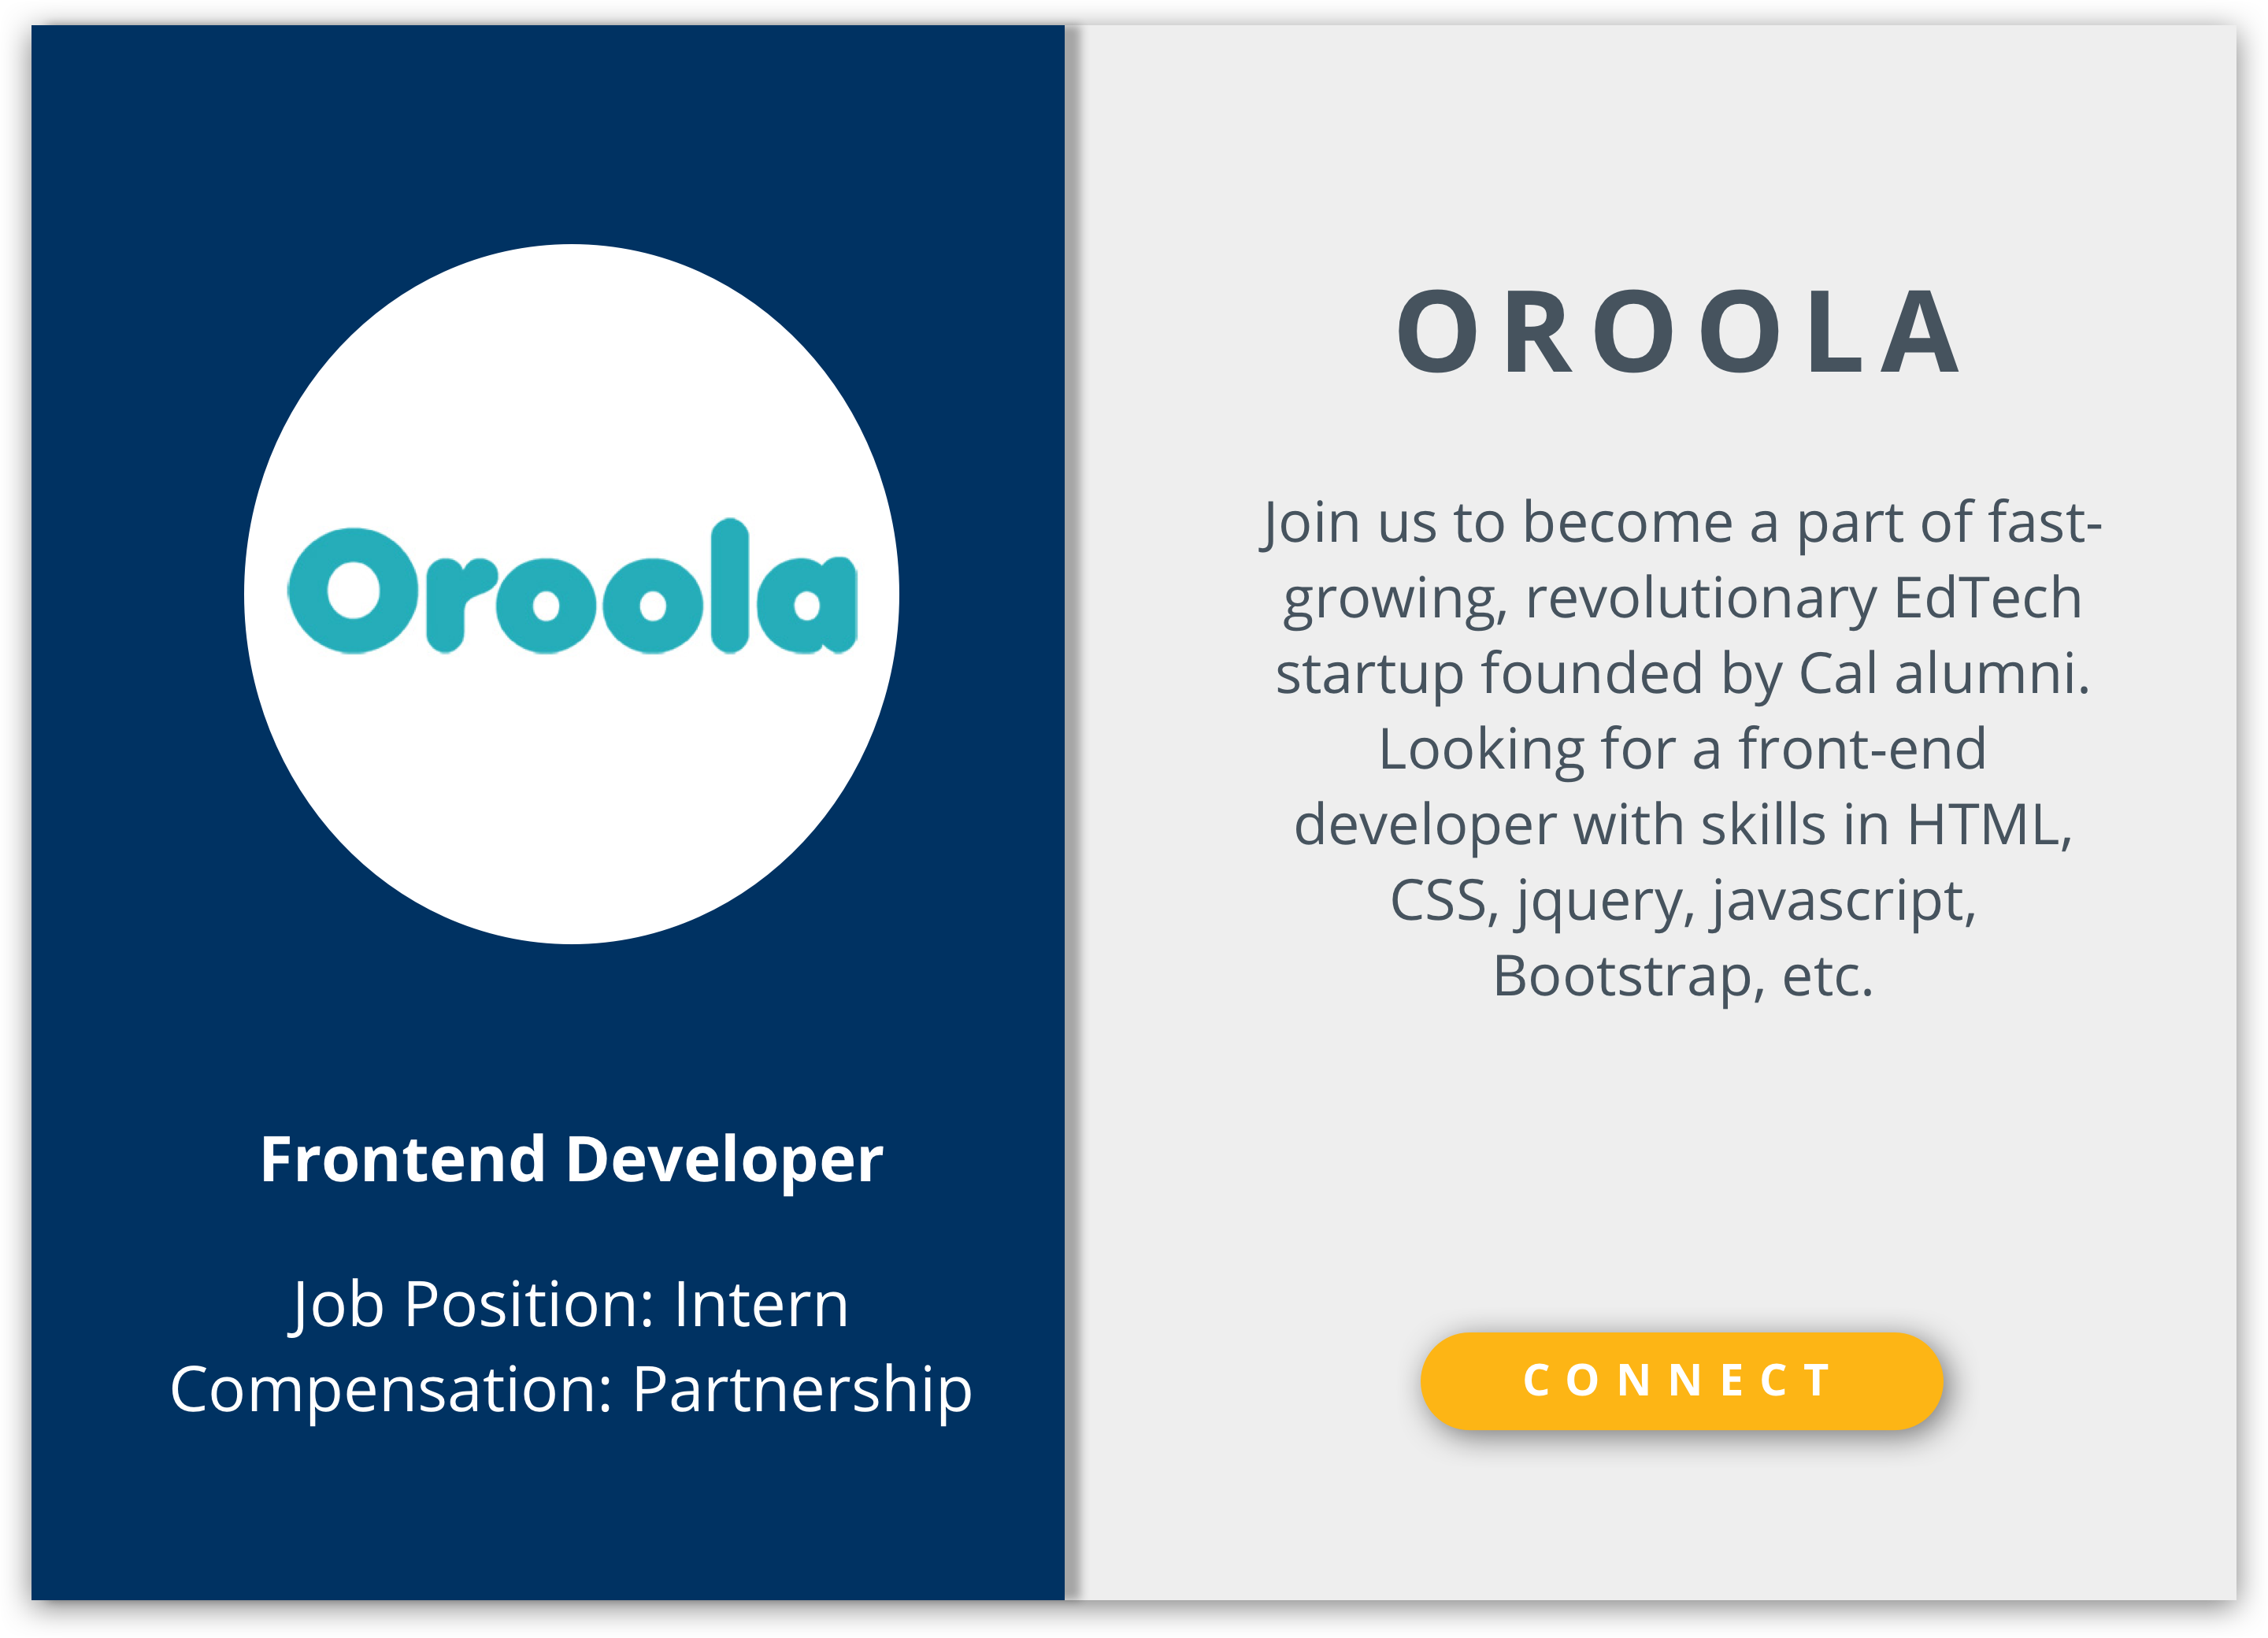 Oroola
Frontend Developer
Job Position: Intern
Compensation: Partnership
OROOLA
Join us to become a part of fast-
growing, revolutionary EdTech
startup founded by Cal alumni.
Looking for a front-end
developer with skills in HTML,
CSS, jquery, javascript,
Bootstrap, etc.
CONNECT